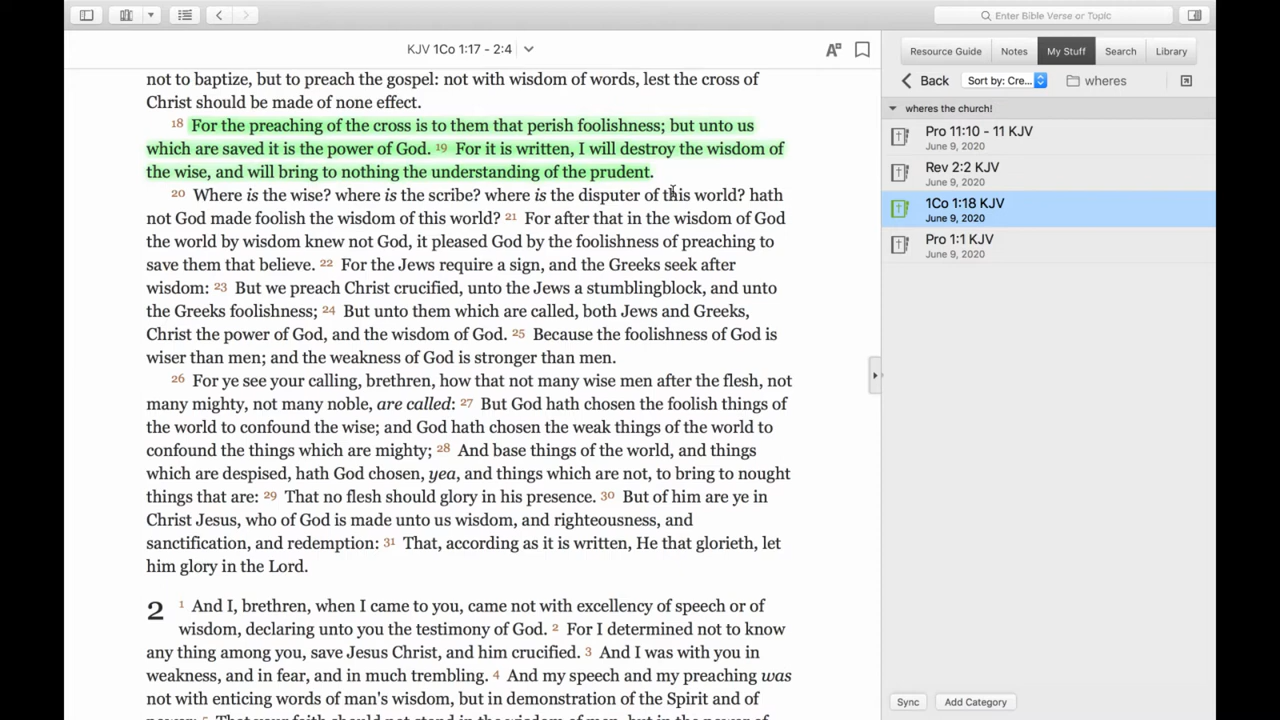 Enter Bible Verse or Topic
KJV 1Co 1:17 - 2:4
A
not to baptize, but to preach the gospel: not with wisdom of words, lest the cross of
Christ should be made of none effect.
18 For the preaching of the cross is to them that perish foolishness; but unto us
which are saved it is the power of God. 19 For it is written, I will destroy the wisdom of
the wise, and will bring to nothing the understanding of the prudent.
20 Where is the wise? where is the scribe? where is the disputer of this world? hath
not God made foolish the wisdom of this world? 21 For after that in the wisdom of God
the world by wisdom knew not God, it pleased God by the foolishness of preaching to
save them that believe. 22 For the Jews require a sign, and the Greeks seek after
wisdom: 23 But we preach Christ crucified, unto the Jews a stumblingblock, and unto
the Greeks foolishness; 24 But unto them which are called, both Jews and Greeks,
Christ the power of God, and the wisdom of God. 25 Because the foolishness of God is
wiser than men; and the weakness of God is stronger than men.
26 For ye see your calling, brethren, how that not many wise men after the flesh, not
many mighty, not many noble, are called: 27 But God hath chosen the foolish things of
the world to confound the wise; and God hath chosen the weak things of the world to
confound the things which are mighty; 28 And base things of the world, and things
which are despised, hath God chosen, yea, and things which are not, to bring to nought
things that are: 29 That no flesh should glory in his presence. 30 But of him are ye in
Christ Jesus, who of God is made unto us wisdom, and righteousness, and
sanctification, and redemption: 31 That, according as it is written, He that glorieth, let
him glory in the Lord.
2 1 And I, brethren, when I came to you, came not with excellency of speech or of
wisdom, declaring unto you the testimony of God. 2 For I determined not to know
any thing among you, save Jesus Christ, and him crucified. 3 And I was with you in
weakness, and in fear, and in much trembling. 4 And my speech and my preaching was
not with enticing words of man's wisdom, but in demonstration of the Spirit and of
power: 5 That your faith should not stand in the wisdom of men, but in the power
Resource Guide Notes My Stuff Search Library
Back Sort by: Cre... wheres
wheres the church!
Pro 11:10 - 11 KJV
June 9, 2020
Rev 2:2 KJV
June 9, 2020
1Co 1:18 KJV
June 9, 2020
Pro 1:1 KJV
June 9, 2020
Sync Add Category